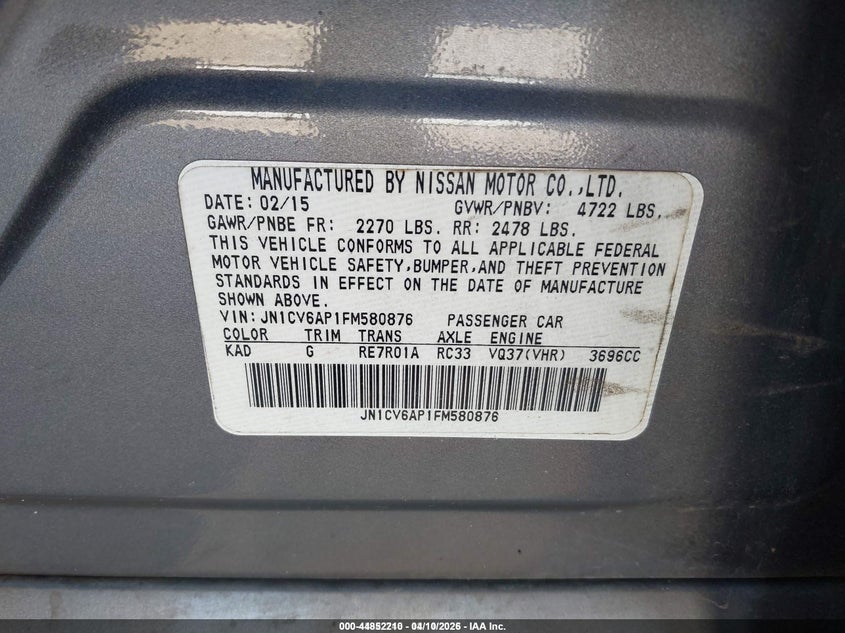 MANUFACTURED BY NISSAN MOTOR CO.,LTD.
DATE: 02/15 GVWR/PNBV: 4722 LBS.
GAWR/PNBE FR: 2270 LBS. RR: 2478 LBS.
THIS VEHICLE CONFORMS TO ALL APPLICABLE FEDERAL
MOTOR VEHICLE SAFETY,BUMPER,AND THEFT PREVENTION
STANDARDS IN EFFECT ON THE DATE OF MANUFACTURE
SHOWN ABOVE.
VIN: JN1CV6AP1FM580876 PASSENGER CAR
COLOR TRIM TRANS AXLE ENGINE
KAD G RE7R01A RC33 VQ37(VHR) 3696CC
JN1CV6AP1FM580876
000-44852210 - 04/10/2026 - IAA Inc.